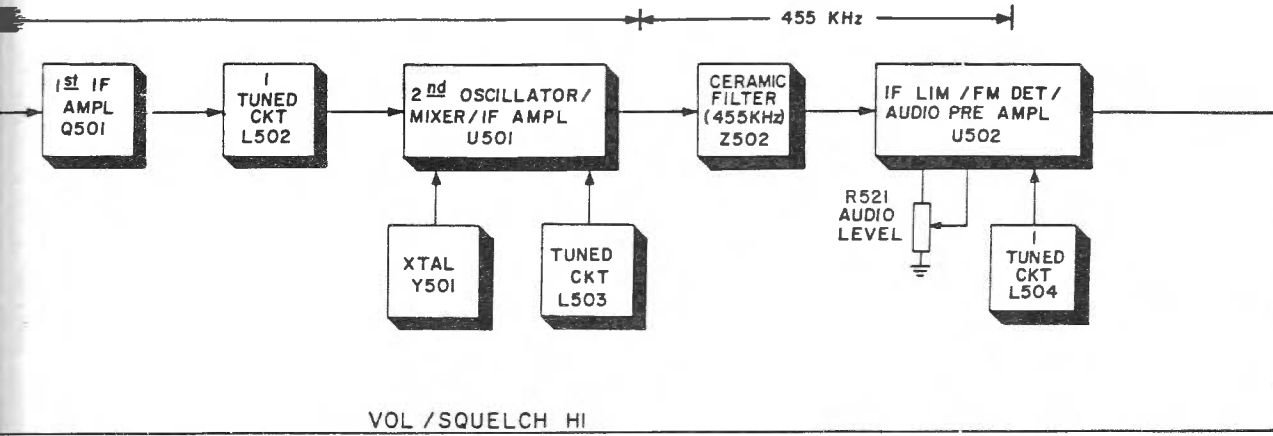 455 KHz
1st IF
AMPL
Q501
1
TUNED
CKT
L502
2nd OSCILLATOR/
MIXER/IF AMPL
U501
CERAMIC
FILTER
(455KHz)
Z502
IF LIM /FM DET/
AUDIO PRE AMPL
U502
XTAL
Y501
TUNED
CKT
L503
R521
AUDIO
LEVEL
1
TUNED
CKT
L504
VOL /SQUELCH HI